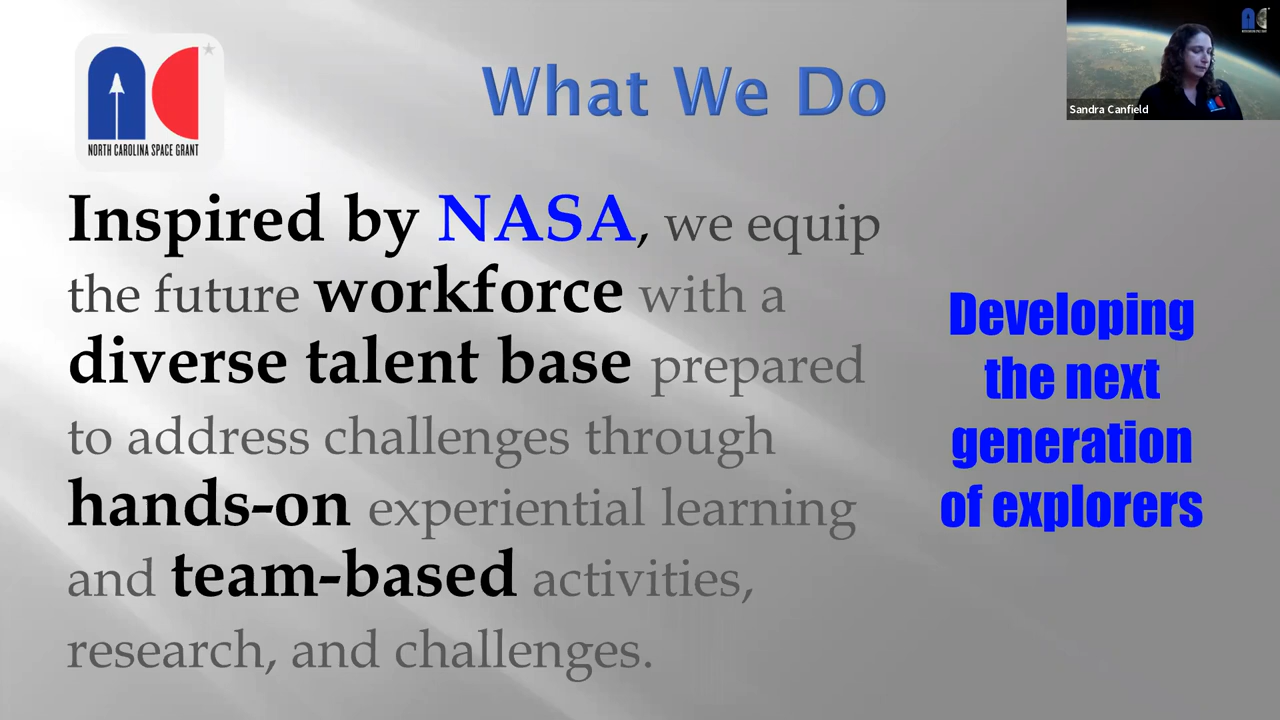 NORTH CAROLINA SPACE GRANT
What We Do
Sandra Canfield
Inspired by NASA, we equip
the future workforce with a
diverse talent base prepared
to address challenges through
hands-on experiential learning
and team-based activities,
research, and challenges.
Developing
the next
generation
of explorers